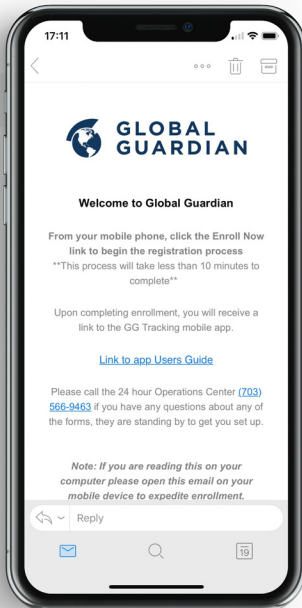 17:11
GLOBAL
GUARDIAN
Welcome to Global Guardian
From your mobile phone, click the Enroll Now
link to begin the registration process
**This process will take less than 10 minutes to
complete**
Upon completing enrollment, you will receive a
link to the GG Tracking mobile app.
Link to app Users Guide
Please call the 24 hour Operations Center (703)
566-9463 if you have any questions about any of
the forms, they are standing by to get you set up.
Note: If you are reading this on your
computer please open this email on your
mobile device to expedite enrollment.
Reply
19